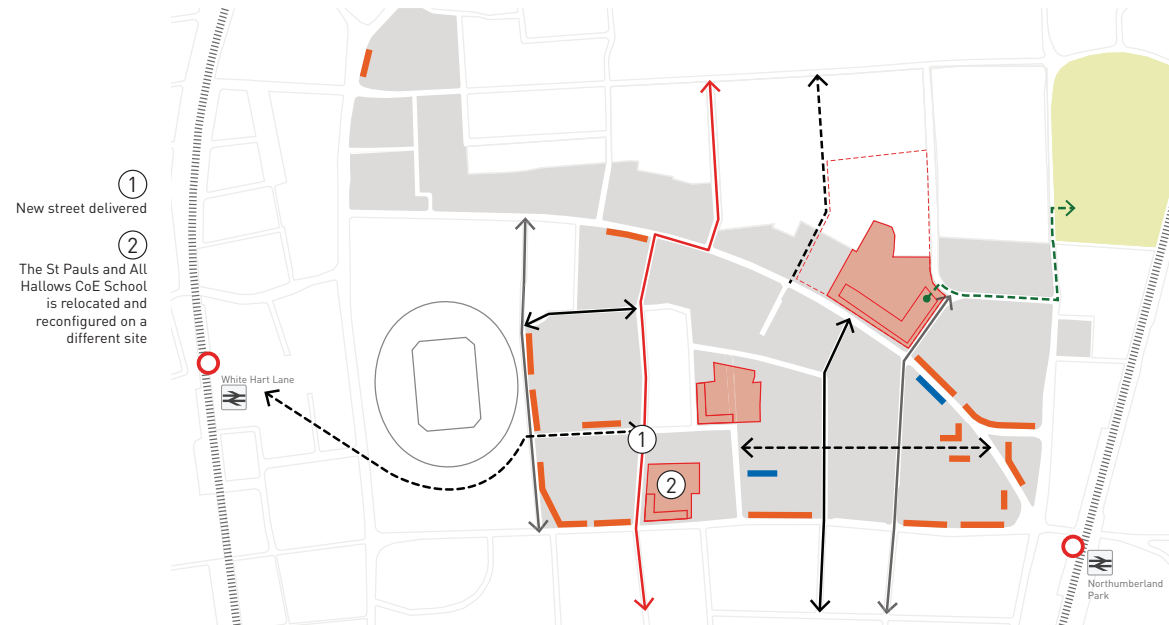 1
New street delivered
2
The St Pauls and All
Hallows CoE School
is relocated and
reconfigured on a
different site
White Hart Lane
1
2
Northumberland
Park